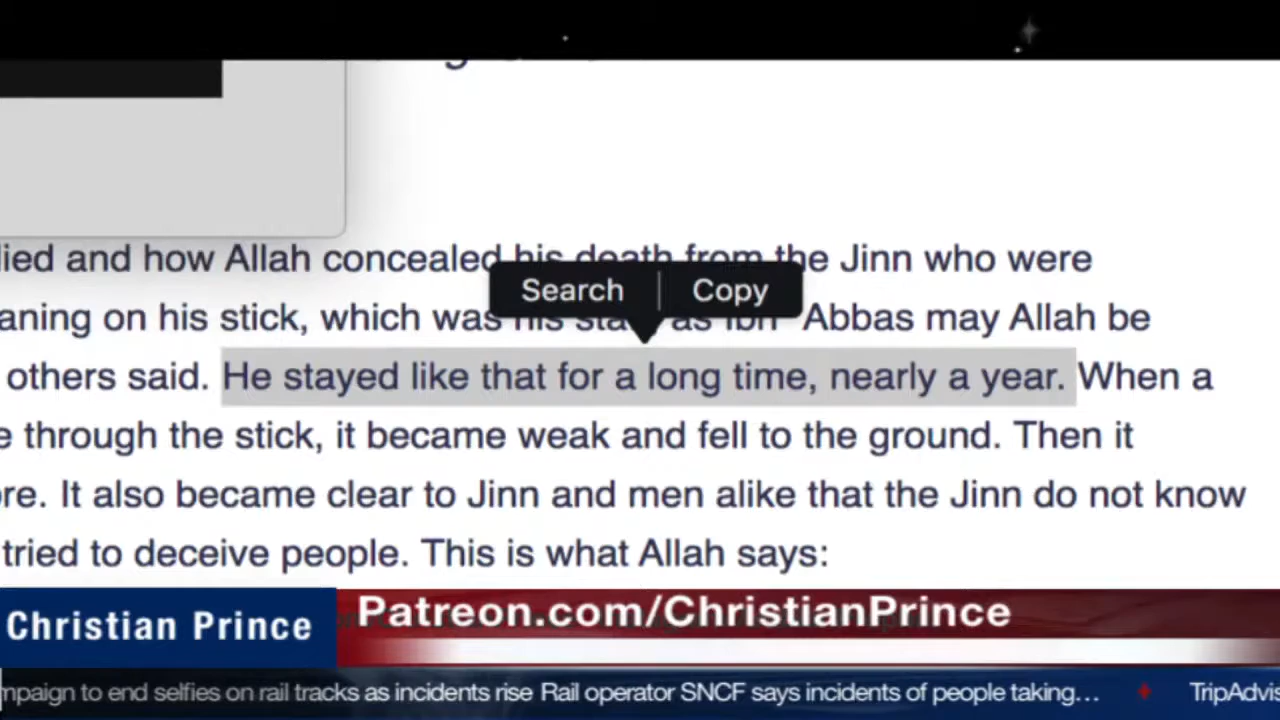 lied and how Allah concealed his death from the Jinn who were
Search
Copy
aning on his stick, which was his staff as Ibn Abbas may Allah be
others said. He stayed like that for a long time, nearly a year. When a
e through the stick, it became weak and fell to the ground. Then it
re. It also became clear to Jinn and men alike that the Jinn do not know
tried to deceive people. This is what Allah says:
Christian Prince
Patreon.com/ChristianPrince
mpaign to end selfies on rail tracks as incidents rise Rail operator SNCF says incidents of people taking... TripAdvis